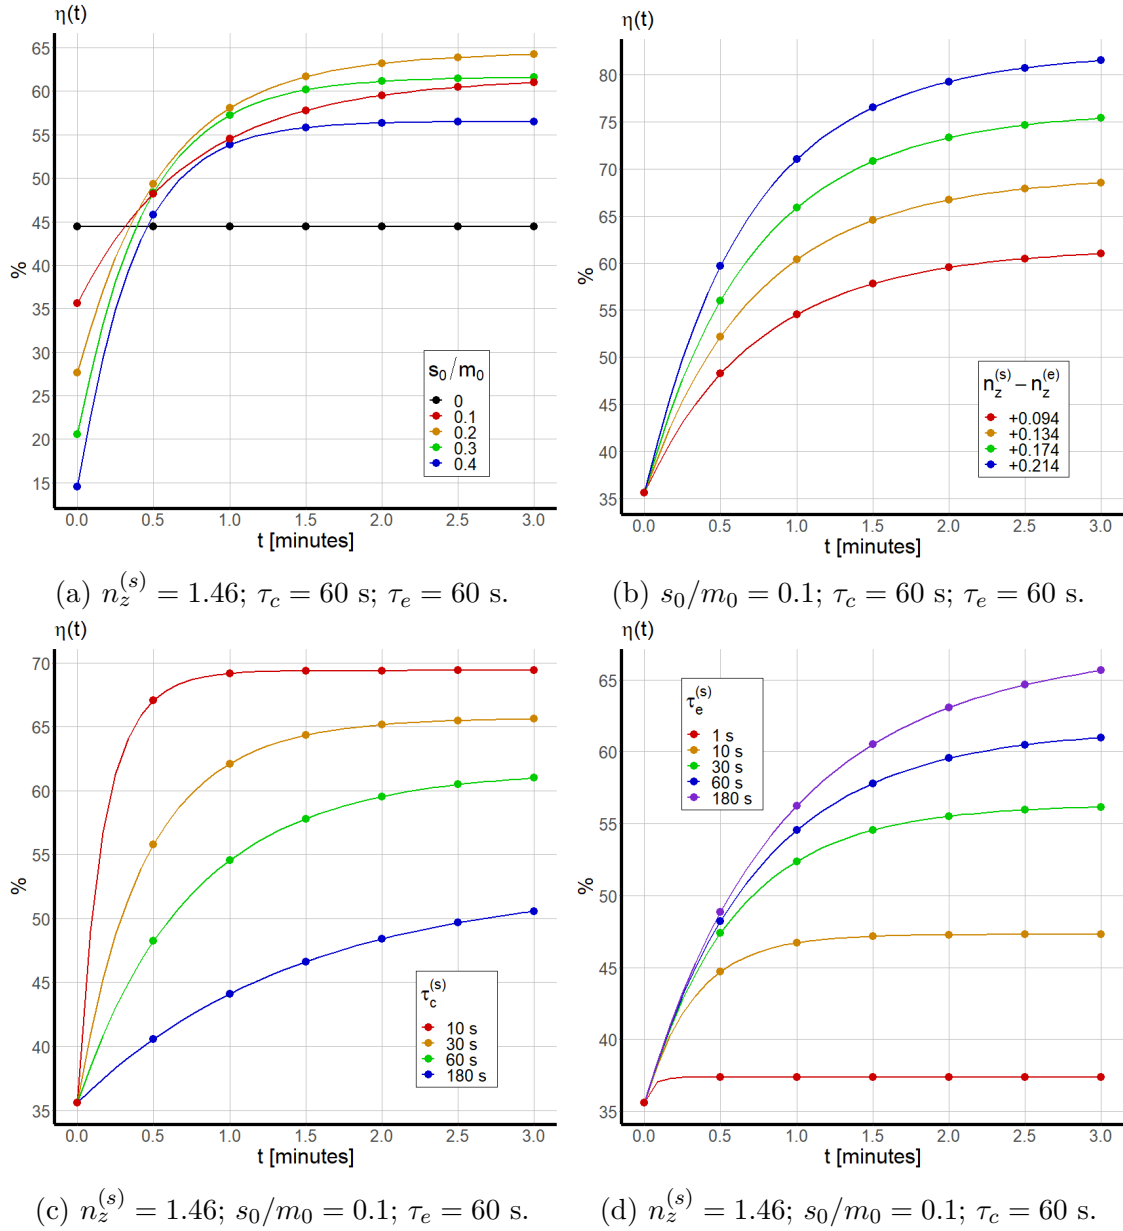 η(t)
%
65
60
55
50
45
40
35
30
25
20
15
s₀/m₀
0
0.1
0.2
0.3
0.4
0.0 0.5 1.0 1.5 2.0 2.5 3.0
t [minutes]
(a) n_z^(s) = 1.46; τ_c = 60 s; τ_e = 60 s.
η(t)
%
80
75
70
65
60
55
50
45
40
35
n_z^(s) − n_z^(e)
+0.094
+0.134
+0.174
+0.214
0.0 0.5 1.0 1.5 2.0 2.5 3.0
t [minutes]
(b) s₀/m₀ = 0.1; τ_c = 60 s; τ_e = 60 s.
η(t)
%
70
65
60
55
50
45
40
35
τ_c^(s)
10 s
30 s
60 s
180 s
0.0 0.5 1.0 1.5 2.0 2.5 3.0
t [minutes]
(c) n_z^(s) = 1.46; s₀/m₀ = 0.1; τ_e = 60 s.
η(t)
%
65
60
55
50
45
40
35
τ_e^(s)
1 s
10 s
30 s
60 s
180 s
0.0 0.5 1.0 1.5 2.0 2.5 3.0
t [minutes]
(d) n_z^(s) = 1.46; s₀/m₀ = 0.1; τ_c = 60 s.